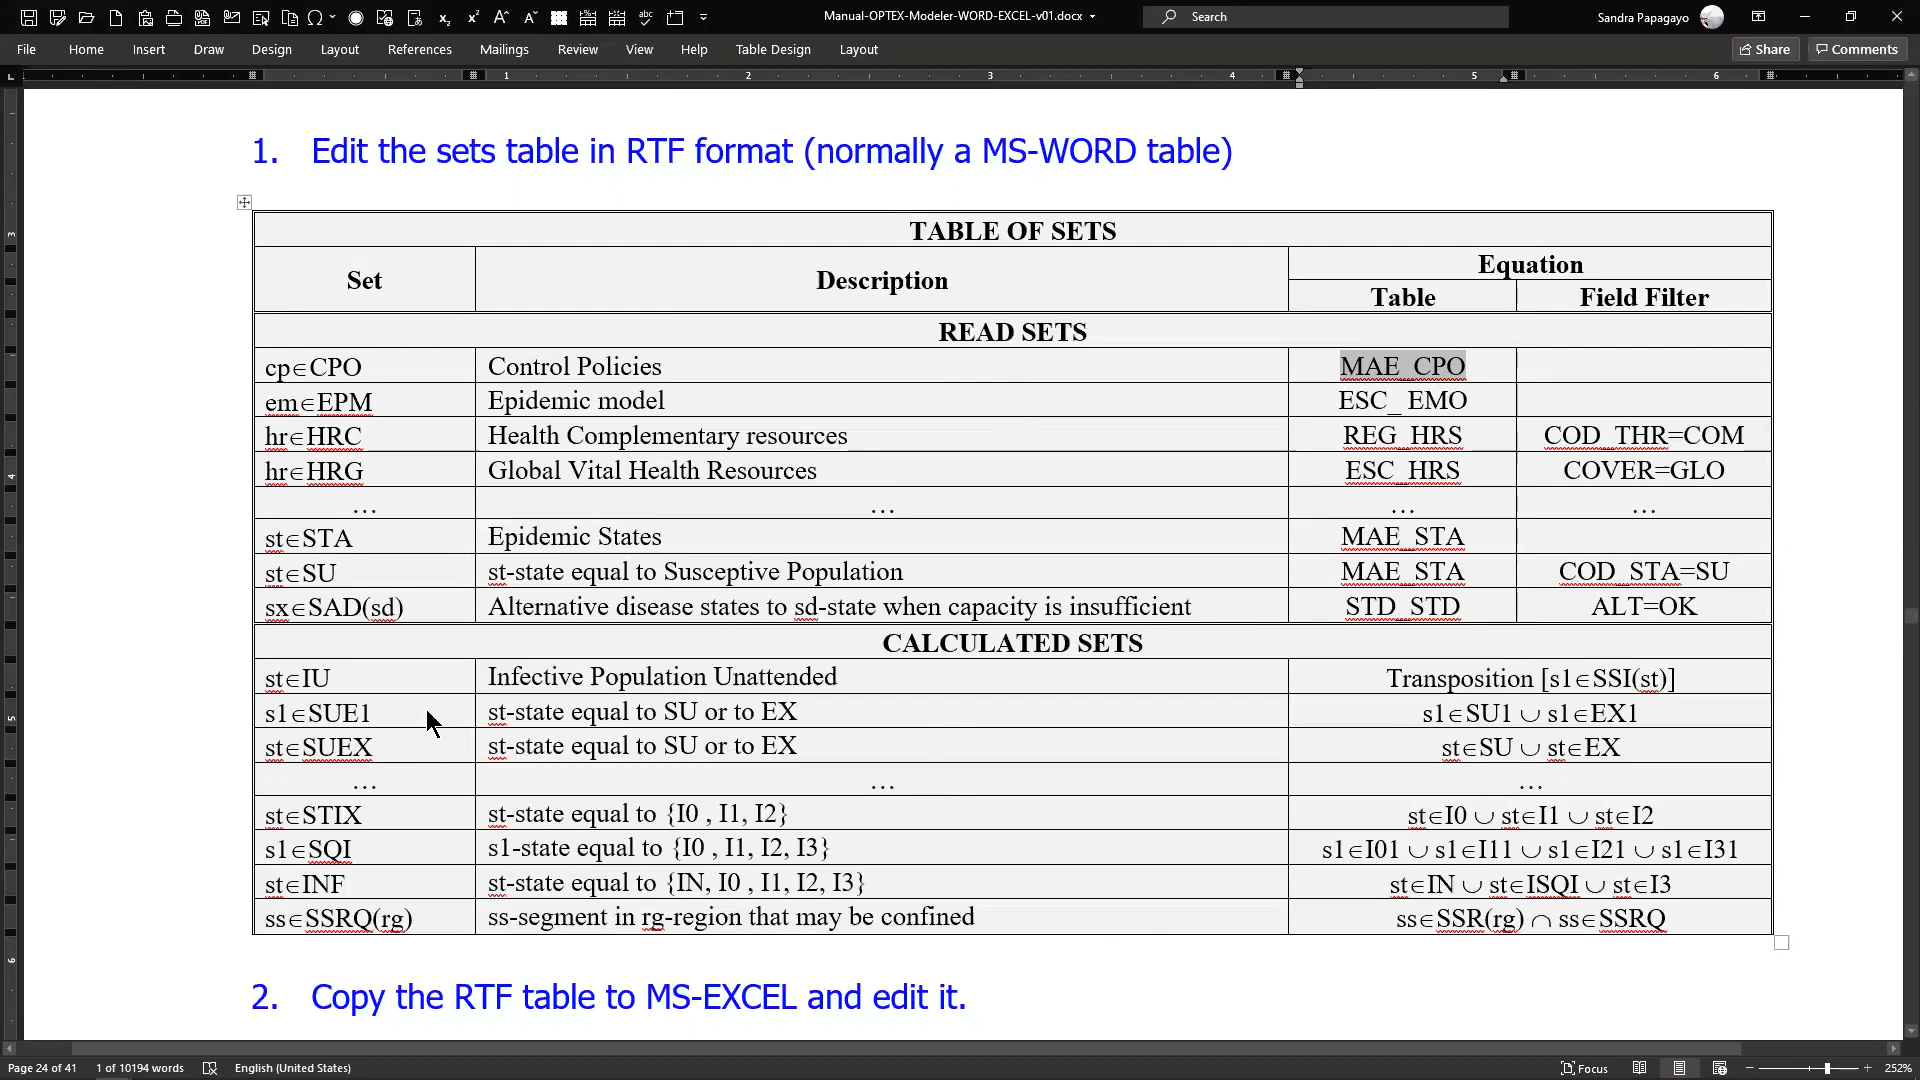 Manual-OPTEX-Modeler-WORD-EXCEL-v01.docx
Search
Sandra Papagayo
File Home Insert Draw Design Layout References Mailings Review View Help Table Design Layout
Share Comments
1 2 3 4 5 6
1. Edit the sets table in RTF format (normally a MS-WORD table)
TABLE OF SETS
Set Description Equation
Table Field Filter
READ SETS
cp∈CPO Control Policies MAE_CPO
em∈EPM Epidemic model ESC_ EMO
hr∈HRC Health Complementary resources REG_HRS COD_THR=COM
hr∈HRG Global Vital Health Resources ESC_HRS COVER=GLO
… … … …
st∈STA Epidemic States MAE_STA
st∈SU st-state equal to Susceptive Population MAE_STA COD_STA=SU
sx∈SAD(sd) Alternative disease states to sd-state when capacity is insufficient STD_STD ALT=OK
CALCULATED SETS
st∈IU Infective Population Unattended Transposition [s1∈SSI(st)]
s1∈SUE1 st-state equal to SU or to EX s1∈SU1 ∪ s1∈EX1
st∈SUEX st-state equal to SU or to EX st∈SU ∪ st∈EX
… … …
st∈STIX st-state equal to {I0 , I1, I2} st∈I0 ∪ st∈I1 ∪ st∈I2
s1∈SQI s1-state equal to {I0 , I1, I2, I3} s1∈I01 ∪ s1∈I11 ∪ s1∈I21 ∪ s1∈I31
st∈INF st-state equal to {IN, I0 , I1, I2, I3} st∈IN ∪ st∈ISQI ∪ st∈I3
ss∈SSRQ(rg) ss-segment in rg-region that may be confined ss∈SSR(rg) ∩ ss∈SSRQ
2. Copy the RTF table to MS-EXCEL and edit it.
Page 24 of 41 1 of 10194 words English (United States) Focus 252%